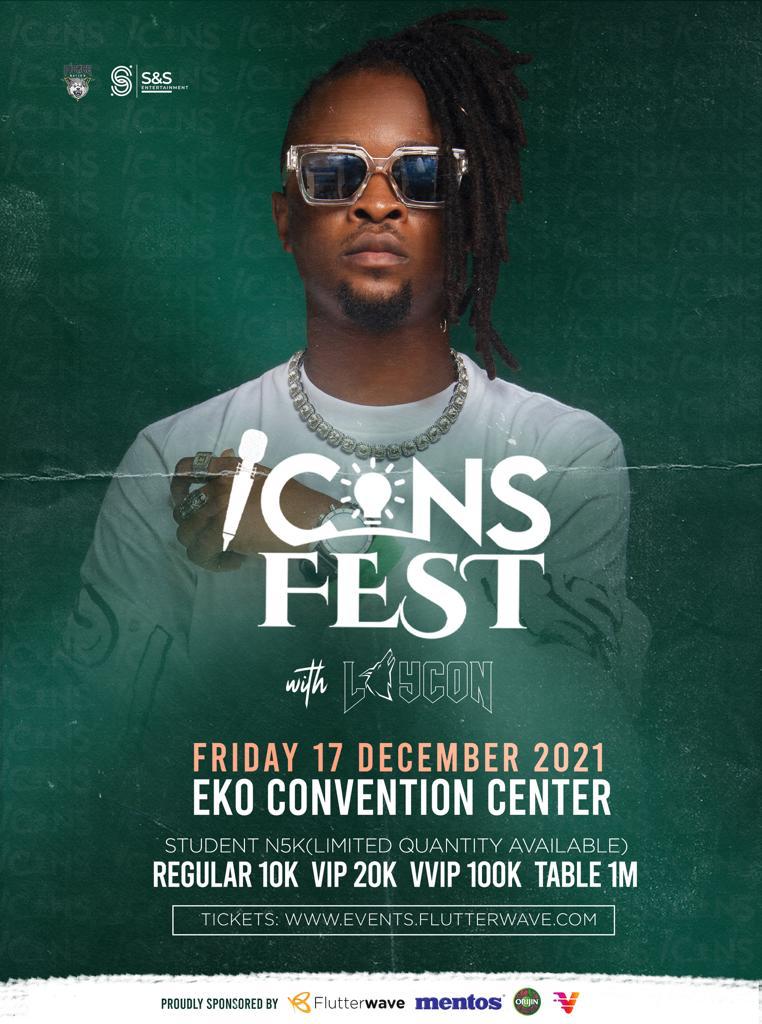 S&S
ENTERTAINMENT
ICONS
FEST
with LAYCON
FRIDAY 17 DECEMBER 2021
EKO CONVENTION CENTER
STUDENT N5K(LIMITED QUANTITY AVAILABLE)
REGULAR 10K VIP 20K VVIP 100K TABLE 1M
TICKETS: WWW.EVENTS.FLUTTERWAVE.COM
PROUDLY SPONSORED BY Flutterwave mentos ORIJIN